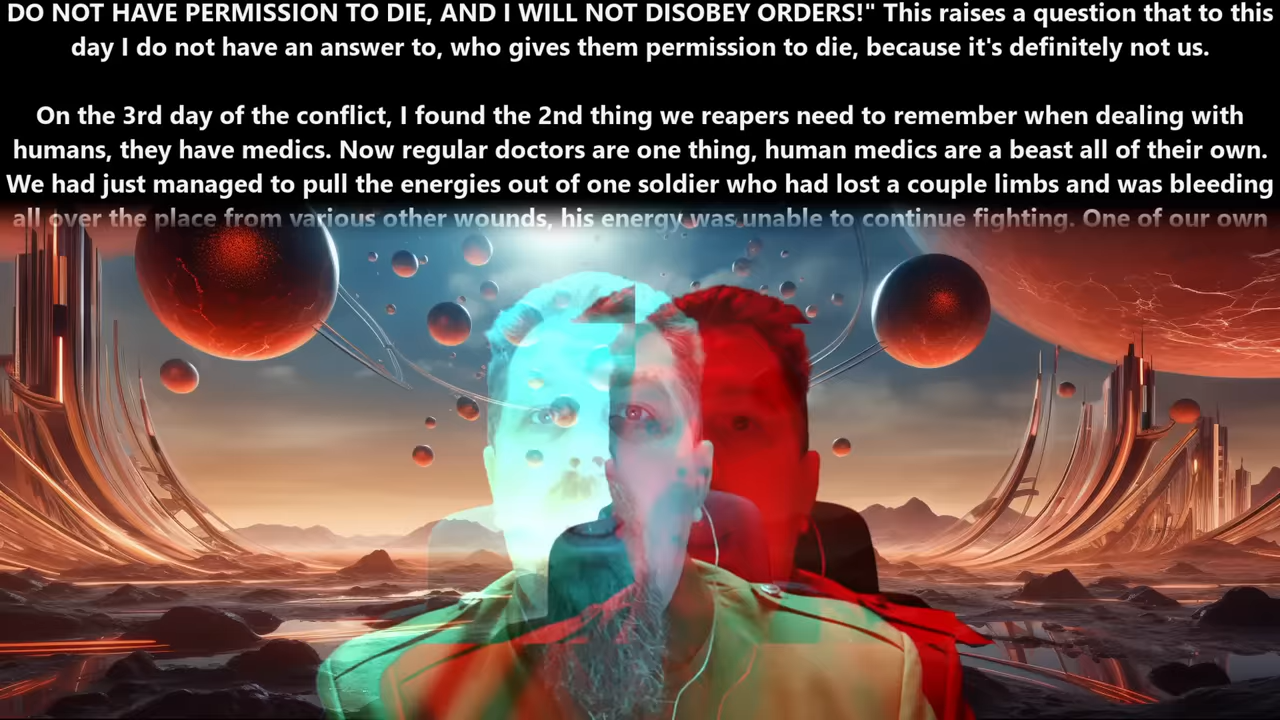 DO NOT HAVE PERMISSION TO DIE, AND I WILL NOT DISOBEY ORDERS!" This raises a question that to this
day I do not have an answer to, who gives them permission to die, because it's definitely not us.
On the 3rd day of the conflict, I found the 2nd thing we reapers need to remember when dealing with
humans, they have medics. Now regular doctors are one thing, human medics are a beast all of their own.
We had just managed to pull the energies out of one soldier who had lost a couple limbs and was bleeding
all over the place from various other wounds, his energy was unable to continue fighting. One of our own